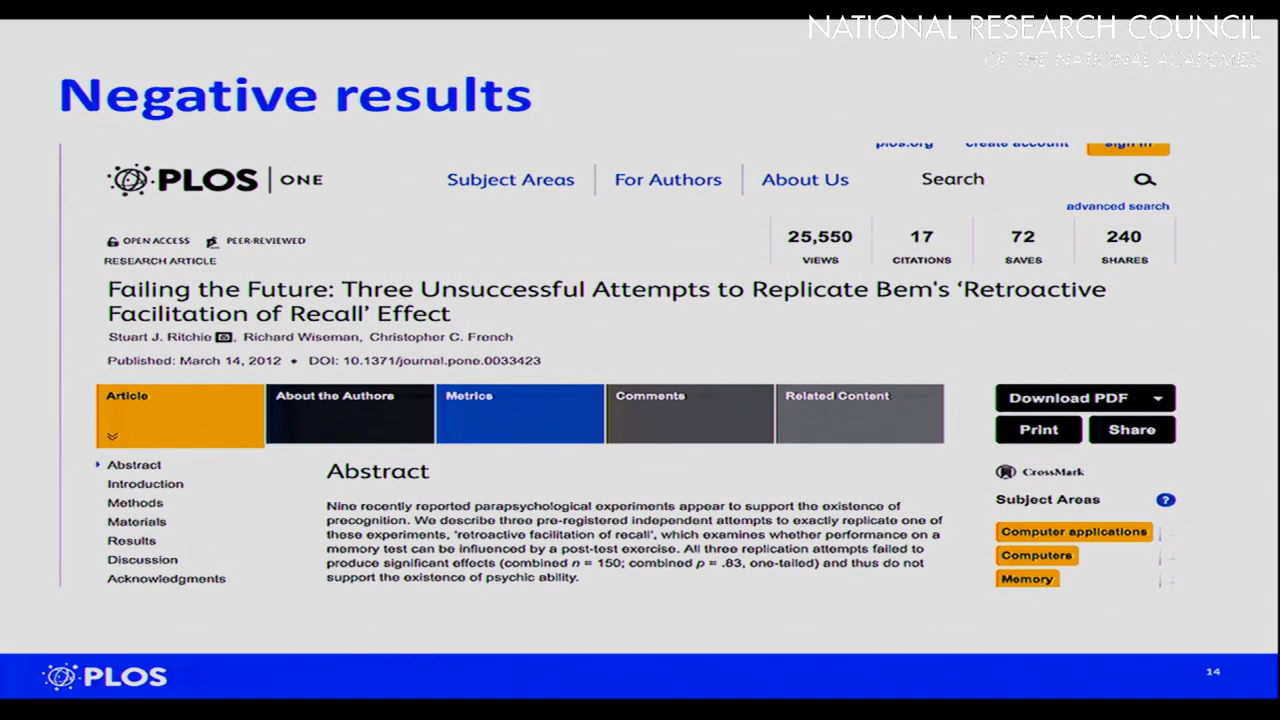 NATIONAL RESEARCH COUNCIL
OF THE NATIONAL ACADEMIES
Negative results
plos.org create account sign in
PLOS ONE Subject Areas For Authors About Us Search
advanced search
25,550 17 72 240
VIEWS CITATIONS SAVES SHARES
OPEN ACCESS PEER-REVIEWED
RESEARCH ARTICLE
Failing the Future: Three Unsuccessful Attempts to Replicate Bem's ‘Retroactive
Facilitation of Recall’ Effect
Stuart J. Ritchie, Richard Wiseman, Christopher C. French
Published: March 14, 2012 • DOI: 10.1371/journal.pone.0033423
Article About the Authors Metrics Comments Related Content
Download PDF
Print Share
Abstract
Introduction
Methods
Materials
Results
Discussion
Acknowledgments
Abstract
Nine recently reported parapsychological experiments appear to support the existence of
precognition. We describe three pre-registered independent attempts to exactly replicate one of
these experiments, ‘retroactive facilitation of recall’, which examines whether performance on a
memory test can be influenced by a post-test exercise. All three replication attempts failed to
produce significant effects (combined n = 150; combined p = .83, one-tailed) and thus do not
support the existence of psychic ability.
CrossMark
Subject Areas ?
Computer applications
Computers
Memory
PLOS
14